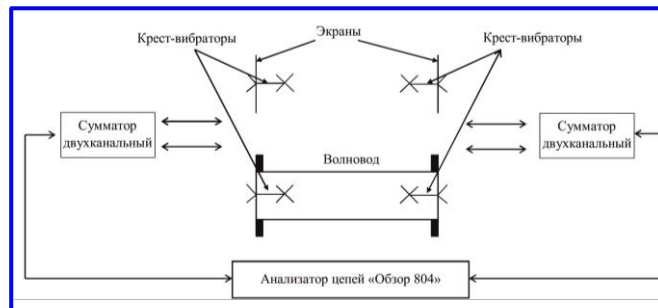 Экраны
Крест-вибраторы
Крест-вибраторы
Сумматор
двухканальный
Сумматор
двухканальный
Волновод
Анализатор цепей «Обзор 804»